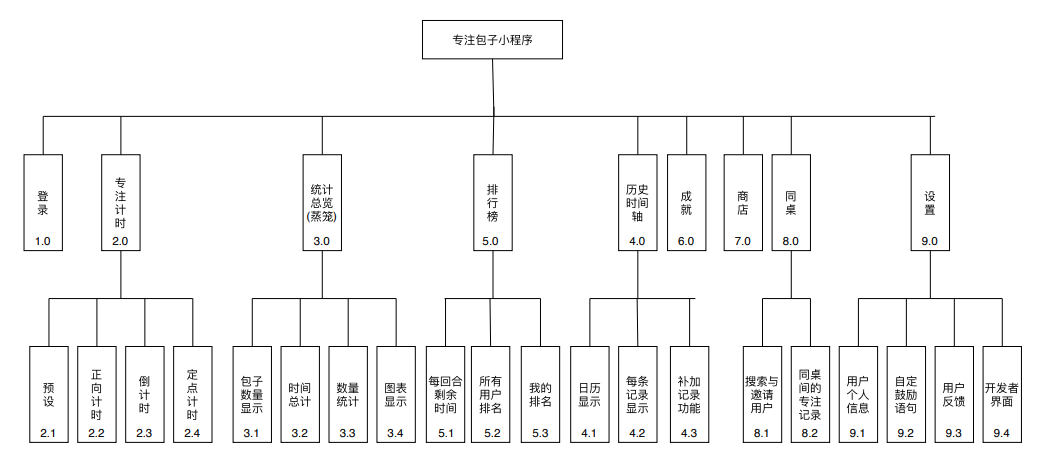 专注包子小程序
登
录
1.0
专
注
计
时
2.0
统计
总览
(蒸笼)
3.0
排
行
榜
5.0
历史
时间
轴
4.0
成
就
6.0
商
店
7.0
同
桌
8.0
设
置
9.0
预
设
2.1
正
向
计
时
2.2
倒
计
时
2.3
定
点
计
时
2.4
包子
数量
显示
3.1
时间
总计
3.2
数量
统计
3.3
图表
显示
3.4
每回合
剩余
时间
5.1
所有
用户
排名
5.2
我的
排名
5.3
日历
显示
4.1
每条
记录
显示
4.2
补加
记录
功能
4.3
搜索与
邀请
用户
8.1
同桌
间的
专注
记录
8.2
用户
个人
信息
9.1
自定
鼓励
语句
9.2
用户
反馈
9.3
开发者
界面
9.4